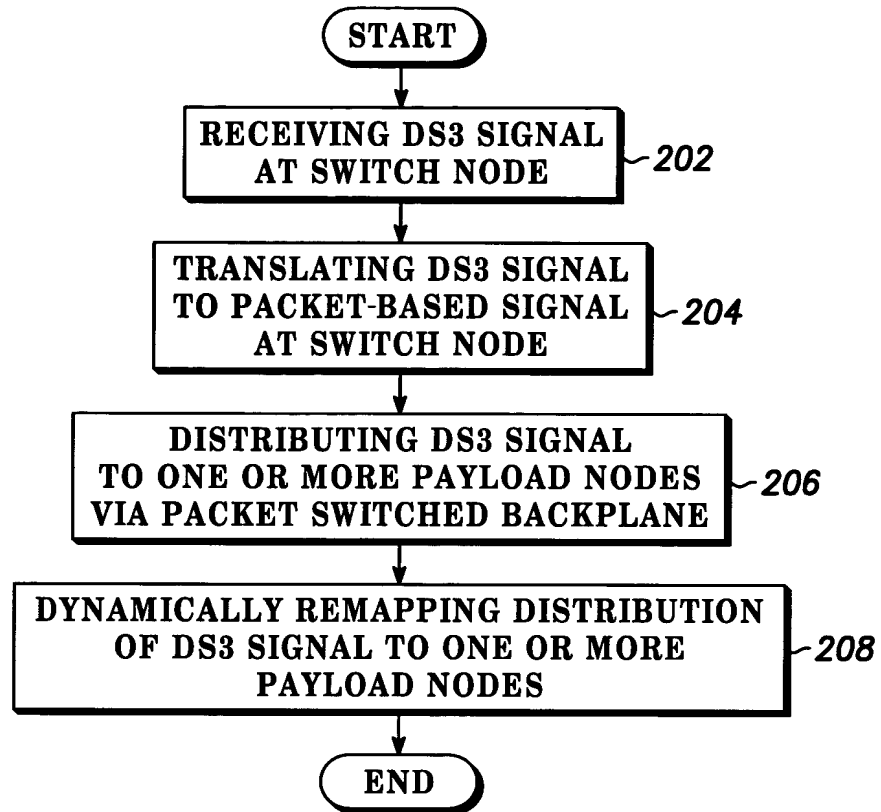 START
RECEIVING DS3 SIGNAL
AT SWITCH NODE
202
TRANSLATING DS3 SIGNAL
TO PACKET-BASED SIGNAL
AT SWITCH NODE
204
DISTRIBUTING DS3 SIGNAL
TO ONE OR MORE PAYLOAD NODES
VIA PACKET SWITCHED BACKPLANE
206
DYNAMICALLY REMAPPING DISTRIBUTION
OF DS3 SIGNAL TO ONE OR MORE
PAYLOAD NODES
208
END